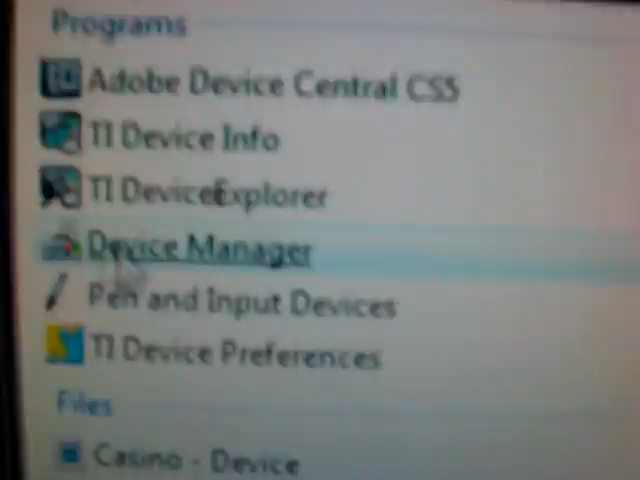 Programs
Adobe Device Central CS5
TI Device Info
TI DeviceExplorer
Device Manager
Pen and Input Devices
TI Device Preferences
Files
Casino - Device